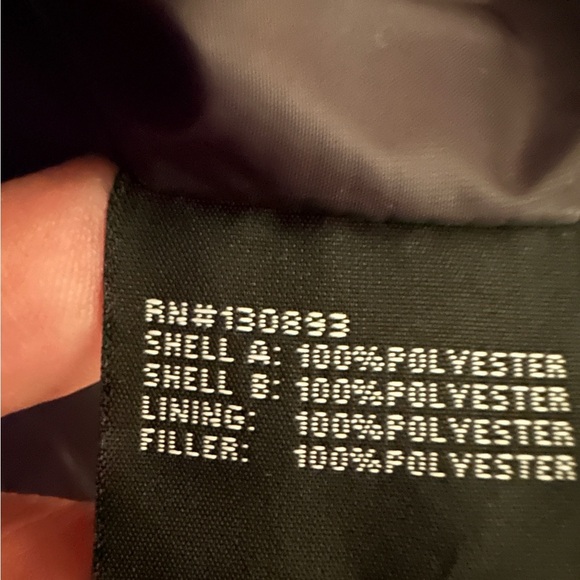 RN#130893
SHELL A: 100%POLYESTER
SHELL B: 100%POLYESTER
LINING: 100%POLYESTER
FILLER: 100%POLYESTER